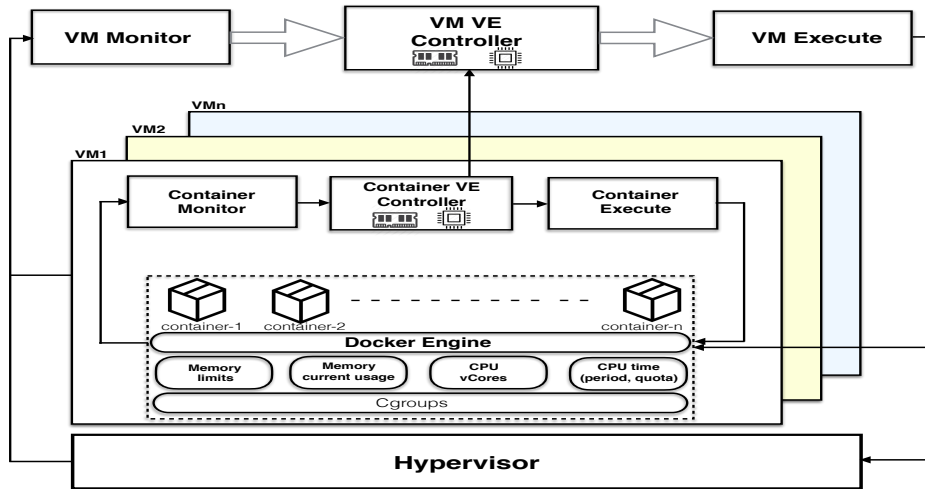 VM Monitor
VM VE
Controller
VM Execute
VMn
VM2
VM1
Container
Monitor
Container VE
Controller
Container
Execute
container-1
container-2
container-n
Docker Engine
Memory
limits
Memory
current usage
CPU
vCores
CPU time
(period, quota)
Cgroups
Hypervisor